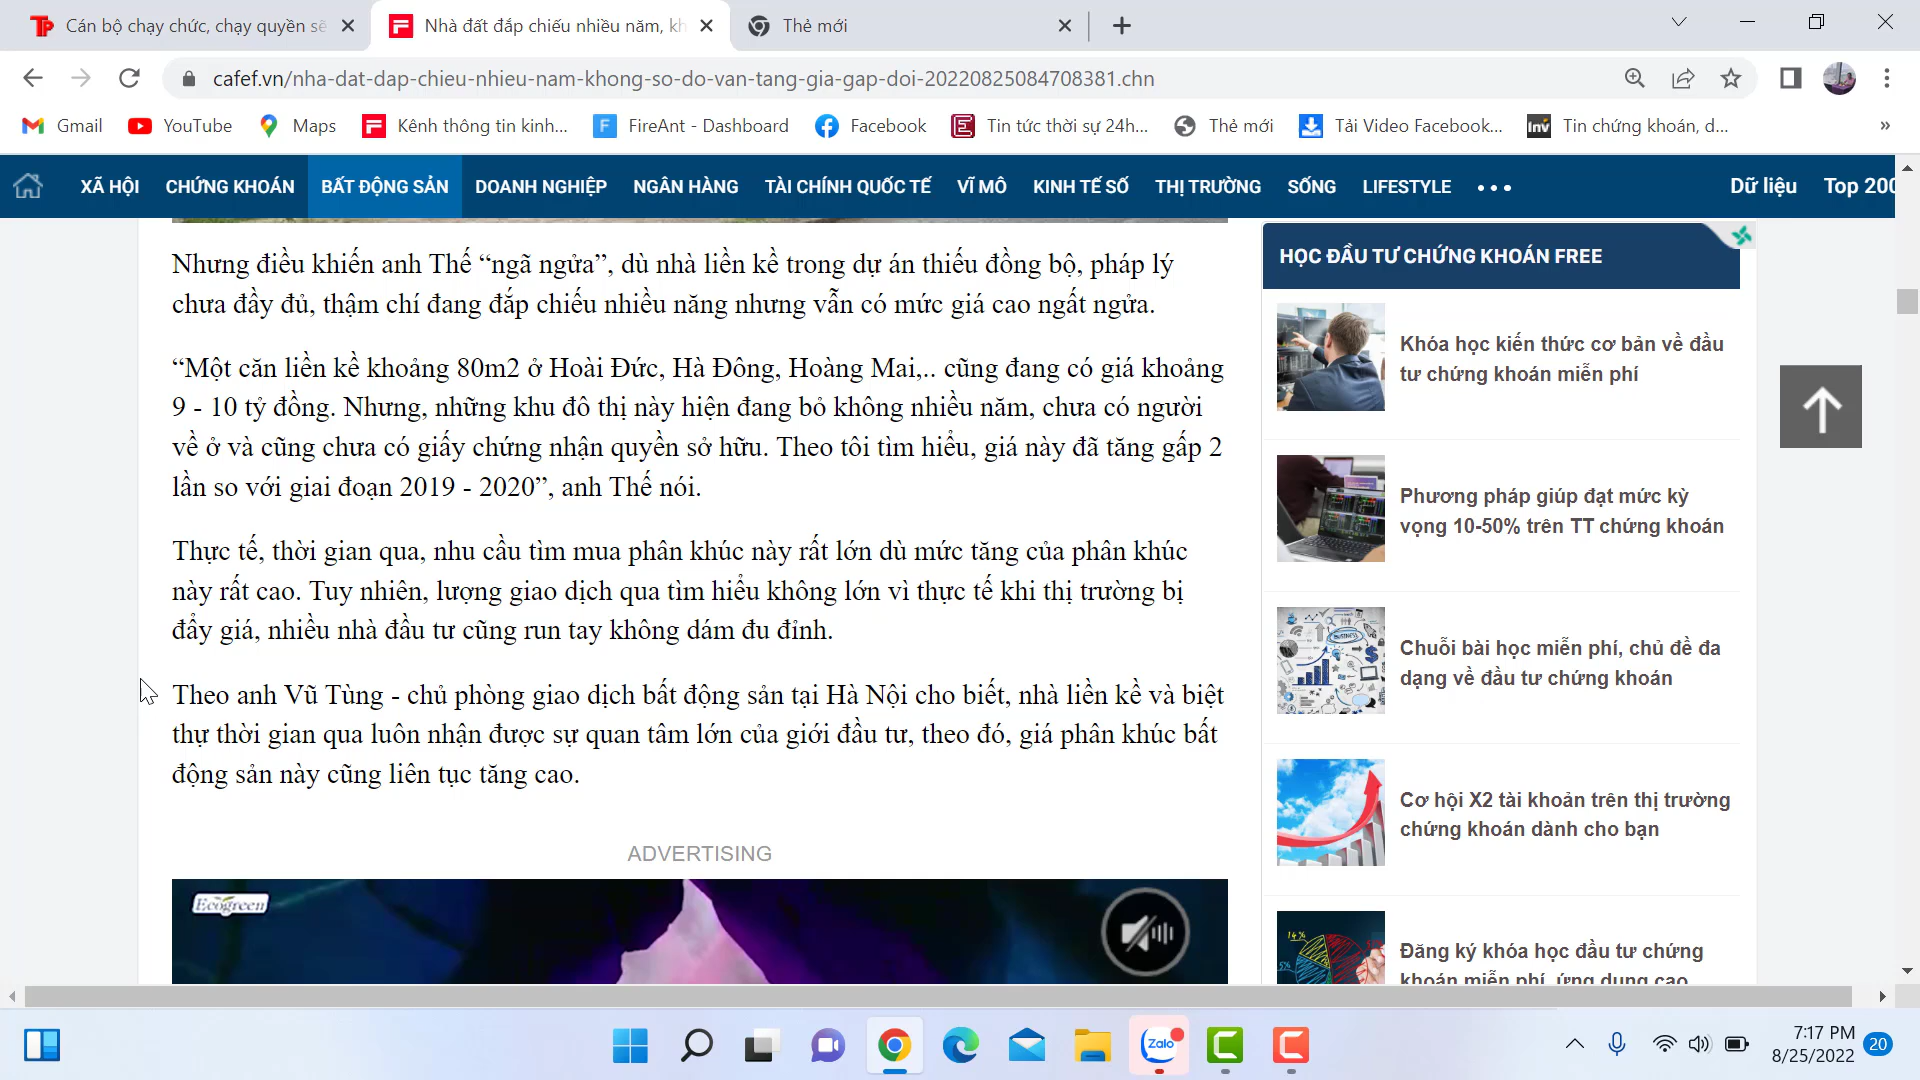 Cán bộ chạy chức, chạy quyền sẽ
Nhà đất đắp chiếu nhiều năm, kh
Thẻ mới
cafef.vn/nha-dat-dap-chieu-nhieu-nam-khong-so-do-van-tang-gia-gap-doi-20220825084708381.chn
Gmail YouTube Maps Kênh thông tin kinh... FireAnt - Dashboard Facebook Tin tức thời sự 24h... Thẻ mới Tải Video Facebook... Tin chứng khoán, d... »
XÃ HỘI CHỨNG KHOÁN BẤT ĐỘNG SẢN DOANH NGHIỆP NGÂN HÀNG TÀI CHÍNH QUỐC TẾ VĨ MÔ KINH TẾ SỐ THỊ TRƯỜNG SỐNG LIFESTYLE ••• Dữ liệu Top 200
Nhưng điều khiến anh Thế “ngã ngửa”, dù nhà liền kề trong dự án thiếu đồng bộ, pháp lý
chưa đầy đủ, thậm chí đang đắp chiếu nhiều năng nhưng vẫn có mức giá cao ngất ngửa.
“Một căn liền kề khoảng 80m2 ở Hoài Đức, Hà Đông, Hoàng Mai,.. cũng đang có giá khoảng
9 - 10 tỷ đồng. Nhưng, những khu đô thị này hiện đang bỏ không nhiều năm, chưa có người
về ở và cũng chưa có giấy chứng nhận quyền sở hữu. Theo tôi tìm hiểu, giá này đã tăng gấp 2
lần so với giai đoạn 2019 - 2020”, anh Thế nói.
Thực tế, thời gian qua, nhu cầu tìm mua phân khúc này rất lớn dù mức tăng của phân khúc
này rất cao. Tuy nhiên, lượng giao dịch qua tìm hiểu không lớn vì thực tế khi thị trường bị
đẩy giá, nhiều nhà đầu tư cũng run tay không dám đu đỉnh.
Theo anh Vũ Tùng - chủ phòng giao dịch bất động sản tại Hà Nội cho biết, nhà liền kề và biệt
thự thời gian qua luôn nhận được sự quan tâm lớn của giới đầu tư, theo đó, giá phân khúc bất
động sản này cũng liên tục tăng cao.
ADVERTISING
Ecogreen
HỌC ĐẦU TƯ CHỨNG KHOÁN FREE
Khóa học kiến thức cơ bản về đầu
tư chứng khoán miễn phí
Phương pháp giúp đạt mức kỳ
vọng 10-50% trên TT chứng khoán
Chuỗi bài học miễn phí, chủ đề đa
dạng về đầu tư chứng khoán
Cơ hội X2 tài khoản trên thị trường
chứng khoán dành cho bạn
Đăng ký khóa học đầu tư chứng
khoán miễn phí, ứng dụng cao
Zalo
7:17 PM
8/25/2022
20